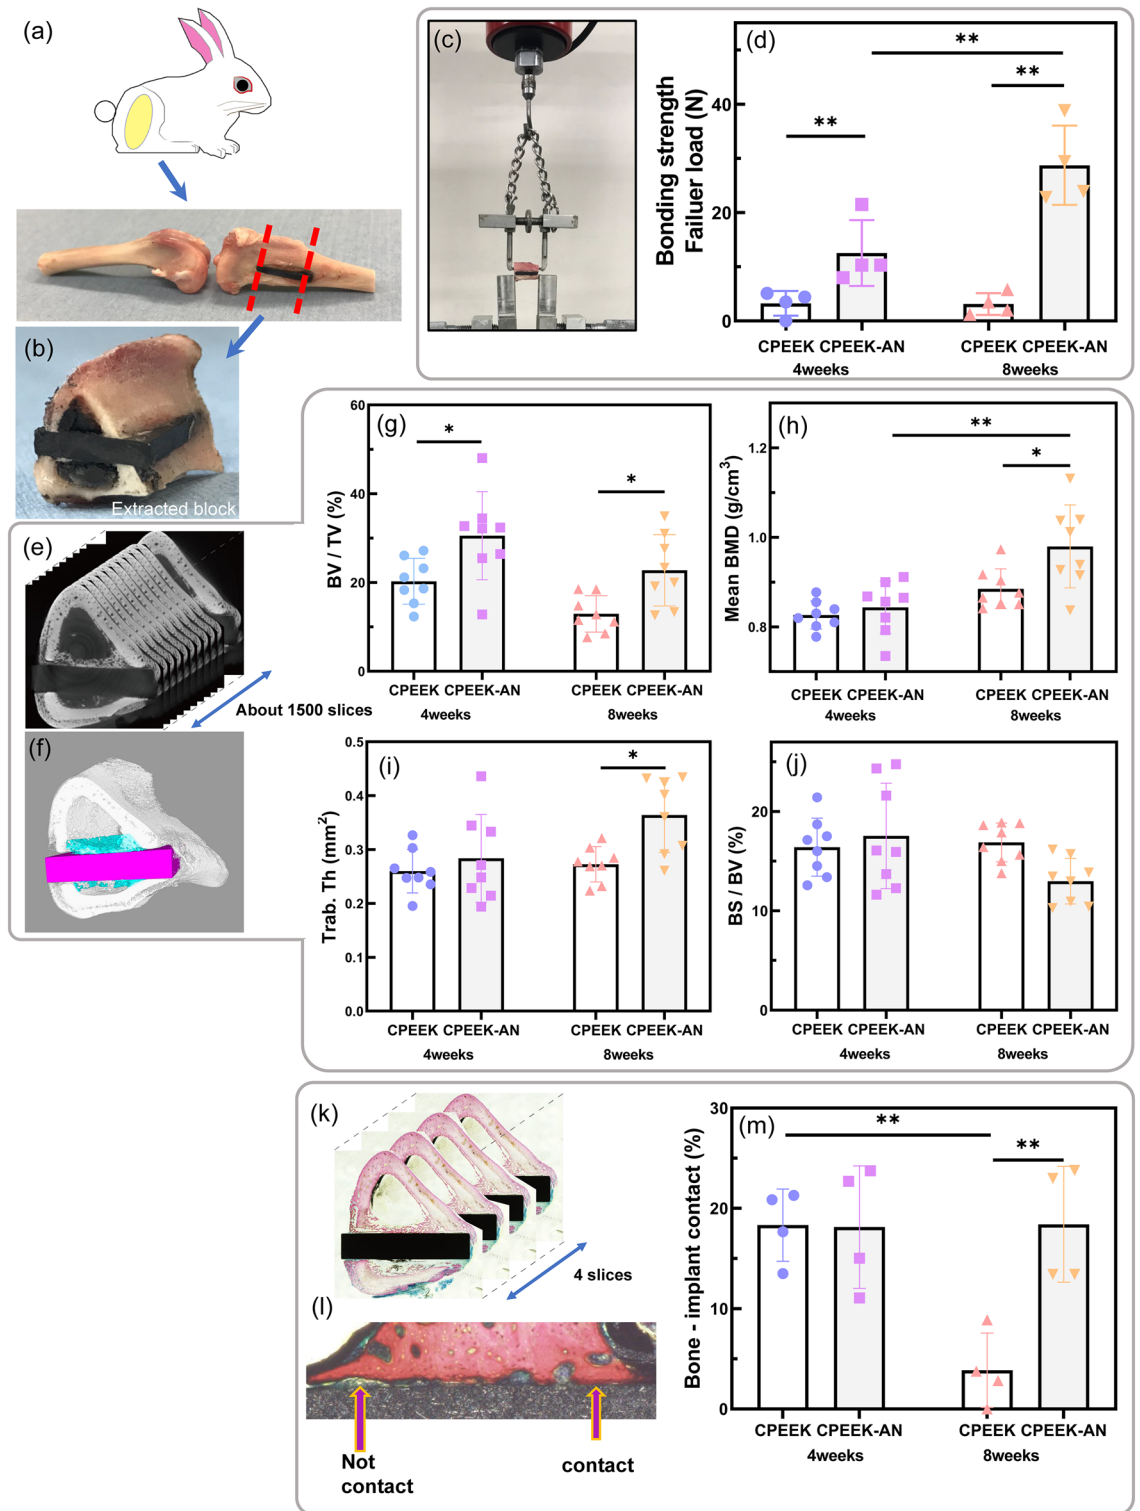 (a)
(b)
Extracted block
(c)
(d)
Bonding strength
Failuer load (N)
40
20
0
**
**
**
CPEEK CPEEK-AN
CPEEK CPEEK-AN
4weeks
8weeks
(e)
About 1500 slices
(f)
(g)
BV / TV (%)
60
40
20
0
*
*
CPEEK CPEEK-AN
CPEEK CPEEK-AN
4weeks
8weeks
(h)
Mean BMD (g/cm3)
1.2
1.0
0.8
**
*
CPEEK CPEEK-AN
CPEEK CPEEK-AN
4weeks
8weeks
(i)
Trab. Th (mm2)
0.5
0.4
0.3
0.2
0.1
0.0
*
CPEEK CPEEK-AN
CPEEK CPEEK-AN
4weeks
8weeks
(j)
BS / BV (%)
20
10
0
CPEEK CPEEK-AN
CPEEK CPEEK-AN
4weeks
8weeks
(k)
4 slices
(l)
Not
contact
contact
(m)
Bone - implant contact (%)
30
20
10
0
**
**
CPEEK CPEEK-AN
CPEEK CPEEK-AN
4weeks
8weeks